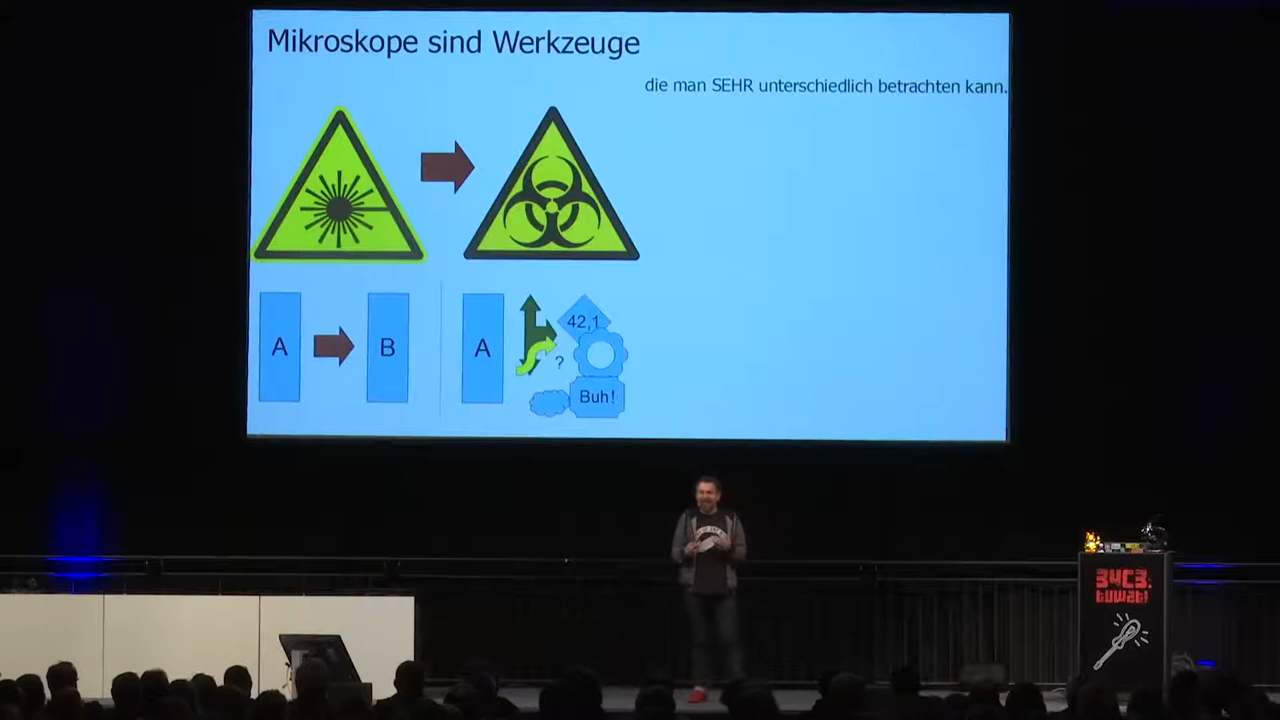 Mikroskope sind Werkzeuge
die man SEHR unterschiedlich betrachten kann.
A
B
A
42,1
?
Buh!
34C3:
tuwat!